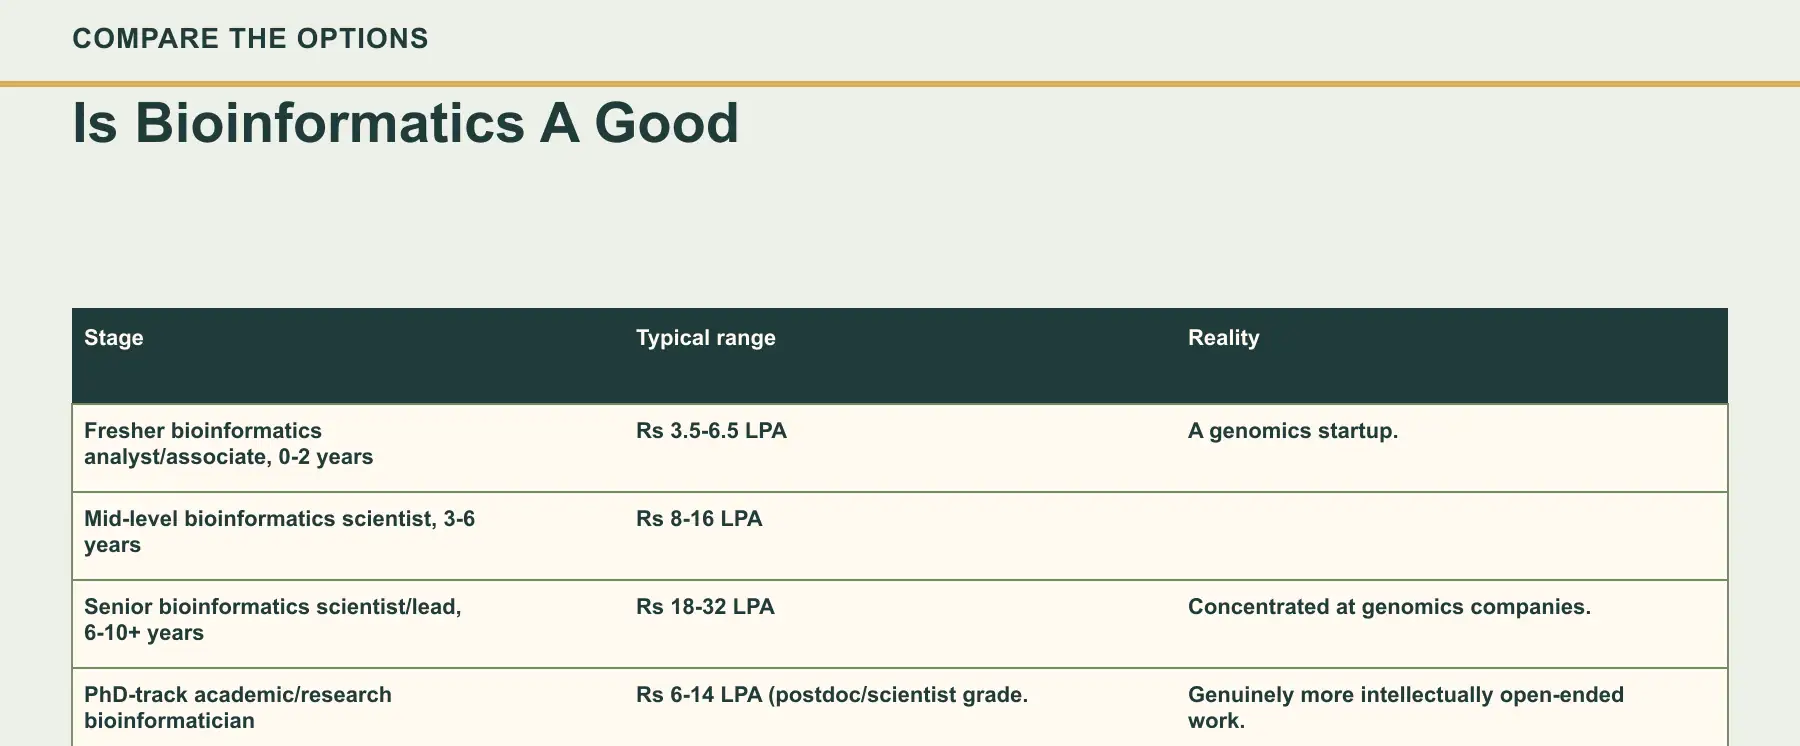 COMPARE THE OPTIONS
Is Bioinformatics A Good
Stage
Typical range
Reality
Fresher bioinformatics
analyst/associate, 0-2 years
Rs 3.5-6.5 LPA
A genomics startup.
Mid-level bioinformatics scientist, 3-6
years
Rs 8-16 LPA
Senior bioinformatics scientist/lead,
6-10+ years
Rs 18-32 LPA
Concentrated at genomics companies.
PhD-track academic/research
bioinformatician
Rs 6-14 LPA (postdoc/scientist grade.
Genuinely more intellectually open-ended
work.